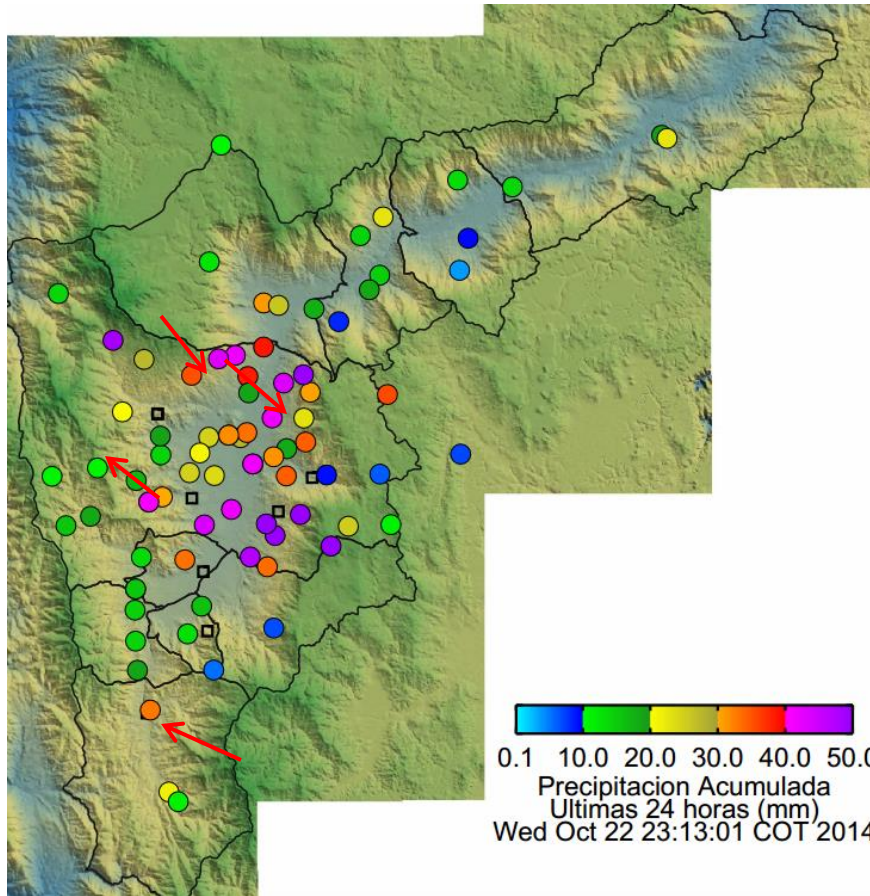 0.1 10.0 20.0 30.0 40.0 50.0
Precipitacion Acumulada
Ultimas 24 horas (mm)
Wed Oct 22 23:13:01 COT 2014